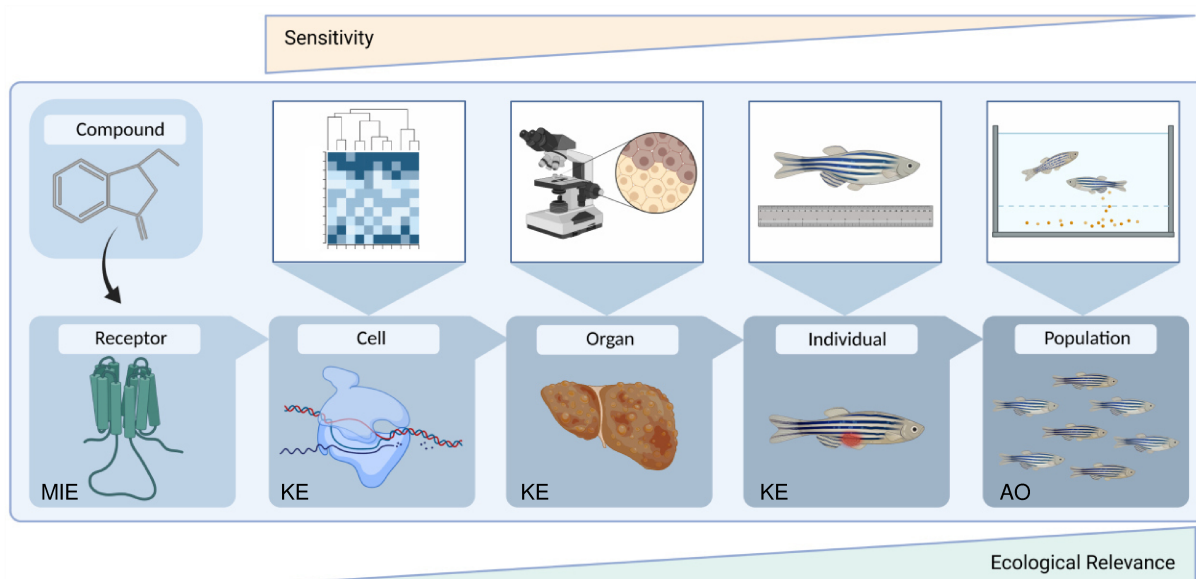 Sensitivity
Compound
Receptor
Cell
Organ
Individual
Population
MIE
KE
KE
KE
AO
Ecological Relevance